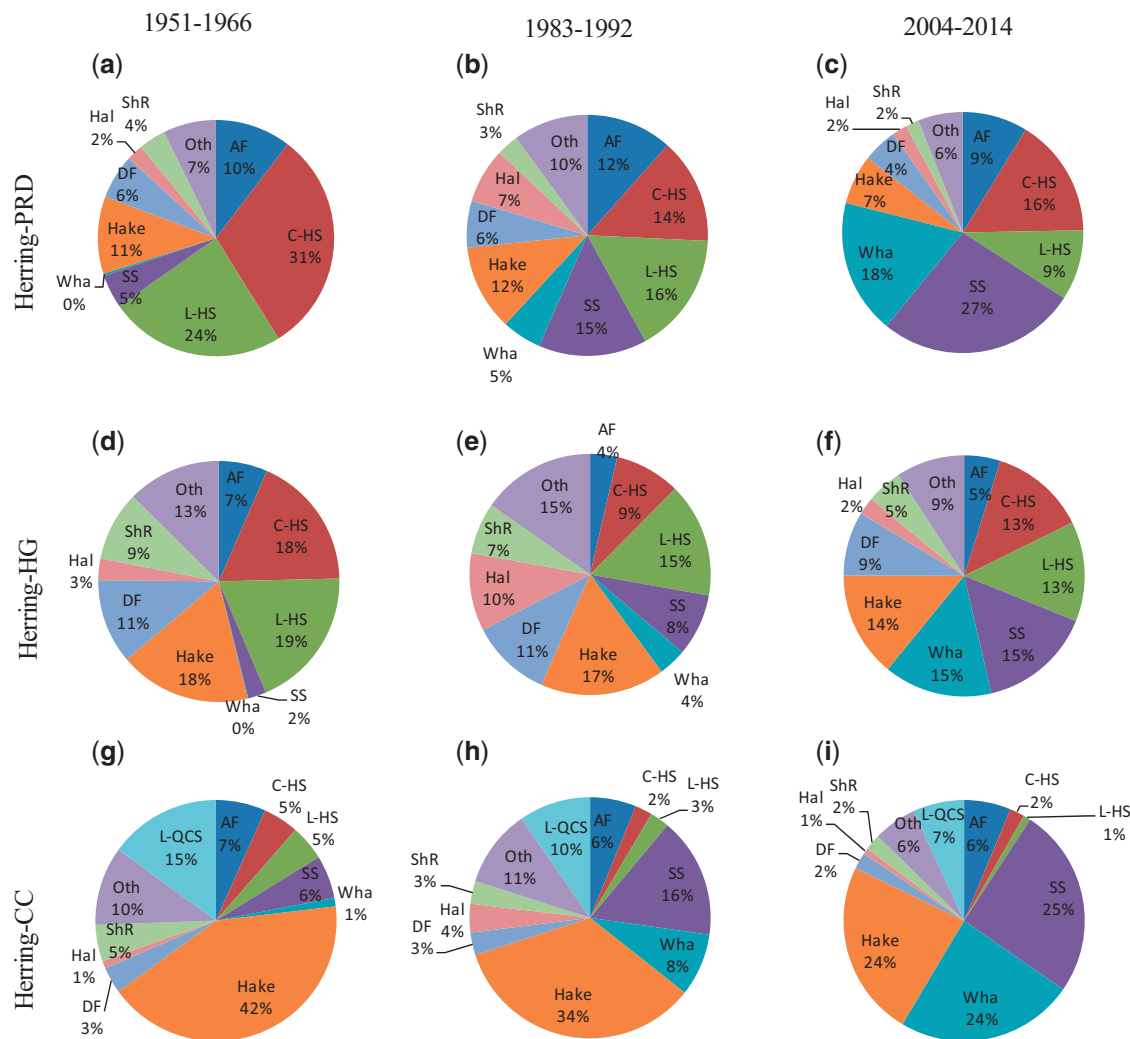 1951-1966
1983-1992
2004-2014
Herring-PRD
(a)
AF
10%
C-HS
31%
L-HS
24%
SS
5%
Wha
0%
Hake
11%
DF
6%
Hal
2%
ShR
4%
Oth
7%
(b)
AF
12%
C-HS
14%
L-HS
16%
SS
15%
Wha
5%
Hake
12%
DF
6%
Hal
7%
ShR
3%
Oth
10%
(c)
AF
9%
C-HS
16%
L-HS
9%
SS
27%
Wha
18%
Hake
7%
DF
4%
Hal
2%
ShR
2%
Oth
6%
Herring-HG
(d)
AF
7%
C-HS
18%
L-HS
19%
SS
2%
Wha
0%
Hake
18%
DF
11%
Hal
3%
ShR
9%
Oth
13%
(e)
AF
4%
C-HS
9%
L-HS
15%
SS
8%
Wha
4%
Hake
17%
DF
11%
Hal
10%
ShR
7%
Oth
15%
(f)
AF
5%
C-HS
13%
L-HS
13%
SS
15%
Wha
15%
Hake
14%
DF
9%
Hal
2%
ShR
5%
Oth
9%
Herring-CC
(g)
AF
7%
C-HS
5%
L-HS
5%
SS
6%
Wha
1%
Hake
42%
DF
3%
Hal
1%
ShR
5%
Oth
10%
L-QCS
15%
(h)
AF
6%
C-HS
2%
L-HS
3%
SS
16%
Wha
8%
Hake
34%
DF
3%
Hal
4%
ShR
3%
Oth
11%
L-QCS
10%
(i)
AF
6%
C-HS
2%
L-HS
1%
SS
25%
Wha
24%
Hake
24%
DF
2%
Hal
1%
ShR
2%
Oth
6%
L-QCS
7%